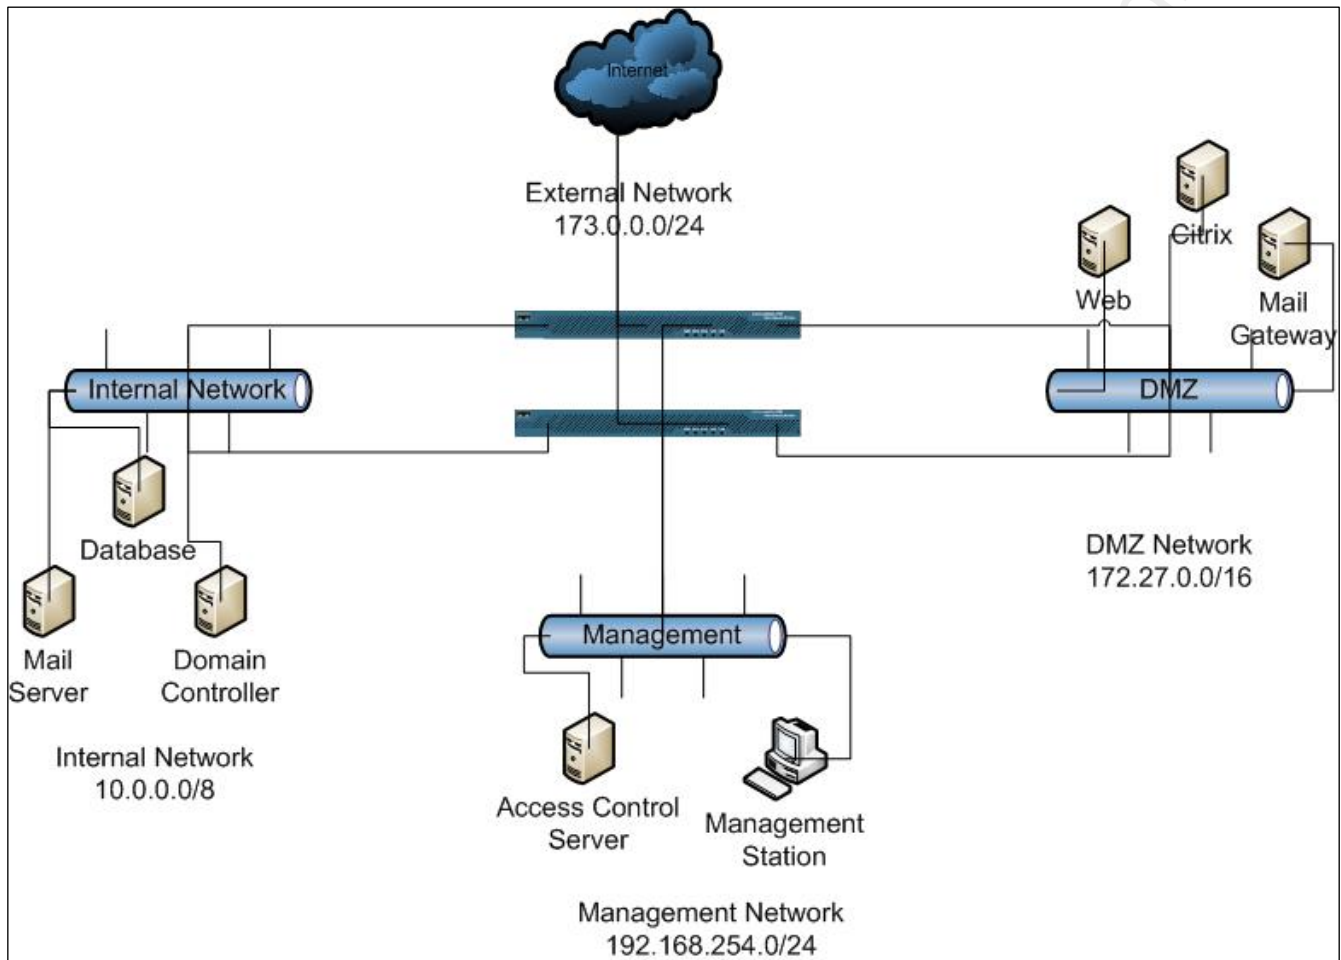 Internet
External Network
173.0.0.0/24
Citrix
Web
Mail
Gateway
Internal Network
DMZ
Database
Mail
Server
Domain
Controller
Internal Network
10.0.0.0/8
DMZ Network
172.27.0.0/16
Management
Access Control
Server
Management
Station
Management Network
192.168.254.0/24